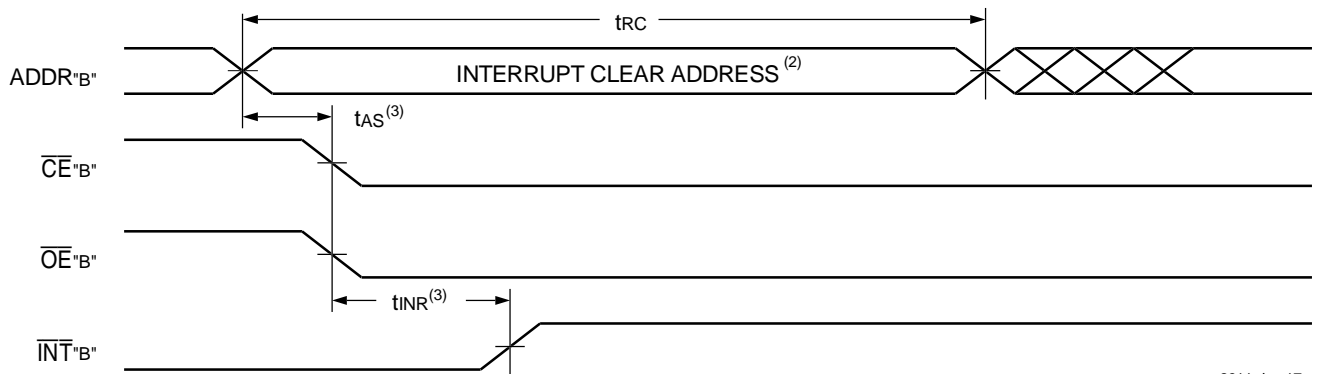 tRC
ADDR"B"
INTERRUPT CLEAR ADDRESS (2)
tAS(3)
CE"B"
OE"B"
tINR(3)
INT"B"